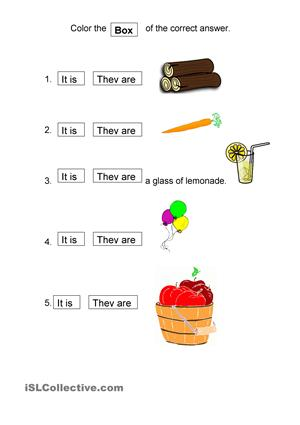 Color the Box of the correct answer.
1. It is They are
2. It is They are
3. It is They are a glass of lemonade.
4. It is They are
5. It is They are
iSLCollective.com